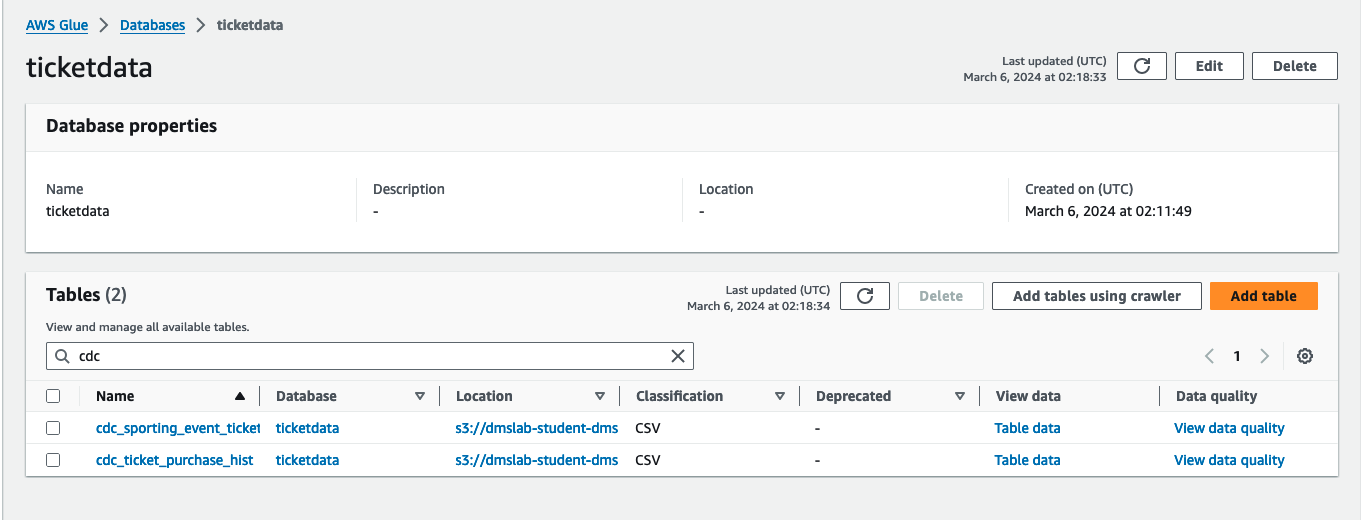 AWS Glue > Databases > ticketdata
ticketdata
Last updated (UTC)
March 6, 2024 at 02:18:33
Edit
Delete
Database properties
Name
ticketdata
Description
-
Location
-
Created on (UTC)
March 6, 2024 at 02:11:49
Tables (2)
Last updated (UTC)
March 6, 2024 at 02:18:34
Delete
Add tables using crawler
Add table
View and manage all available tables.
cdc
1
Name Database Location Classification Deprecated View data Data quality
cdc_sporting_event_ticket ticketdata s3://dmslab-student-dms CSV - Table data View data quality
cdc_ticket_purchase_hist ticketdata s3://dmslab-student-dms CSV - Table data View data quality